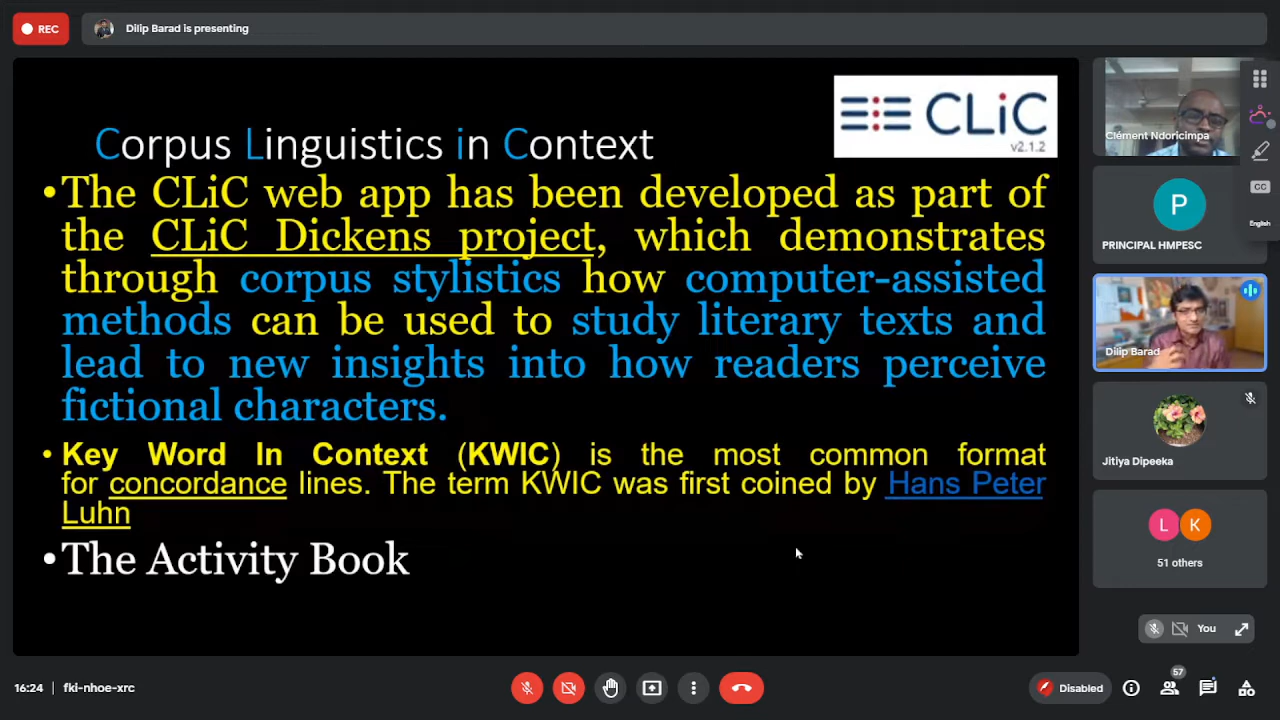 REC
Dilip Barad is presenting
CLiC
v2.1.2
Corpus Linguistics in Context
•The CLiC web app has been developed as part of
the CLiC Dickens project, which demonstrates
through corpus stylistics how computer-assisted
methods can be used to study literary texts and
lead to new insights into how readers perceive
fictional characters.
• Key Word In Context (KWIC) is the most common format
for concordance lines. The term KWIC was first coined by Hans Peter
Luhn
•The Activity Book
Clément Ndoricimpa
CC
English
P
PRINCIPAL HMPESC
Dilip Barad
Jitiya Dipeeka
L K
51 others
You
16:24 | fki-nhoe-xrc
Disabled
57